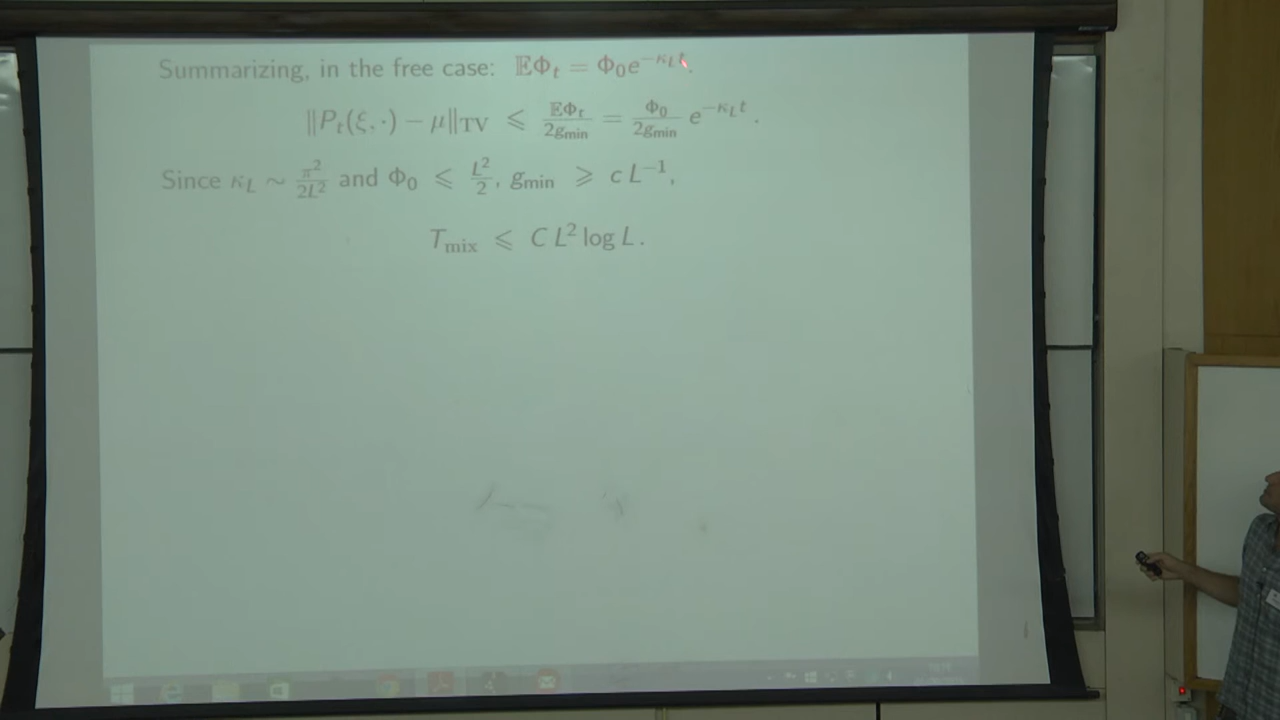 Summarizing, in the free case: 𝔼Φ_t = Φ_0 e^{−κ_L t}.
‖P_t(ξ, ·) − μ‖_TV ⩽ 𝔼Φ_t / 2g_min = Φ_0 / 2g_min e^{−κ_L t}.
Since κ_L ∼ π²/2L² and Φ_0 ⩽ L²/2, g_min ⩾ c L^{−1},
T_mix ⩽ C L² log L.